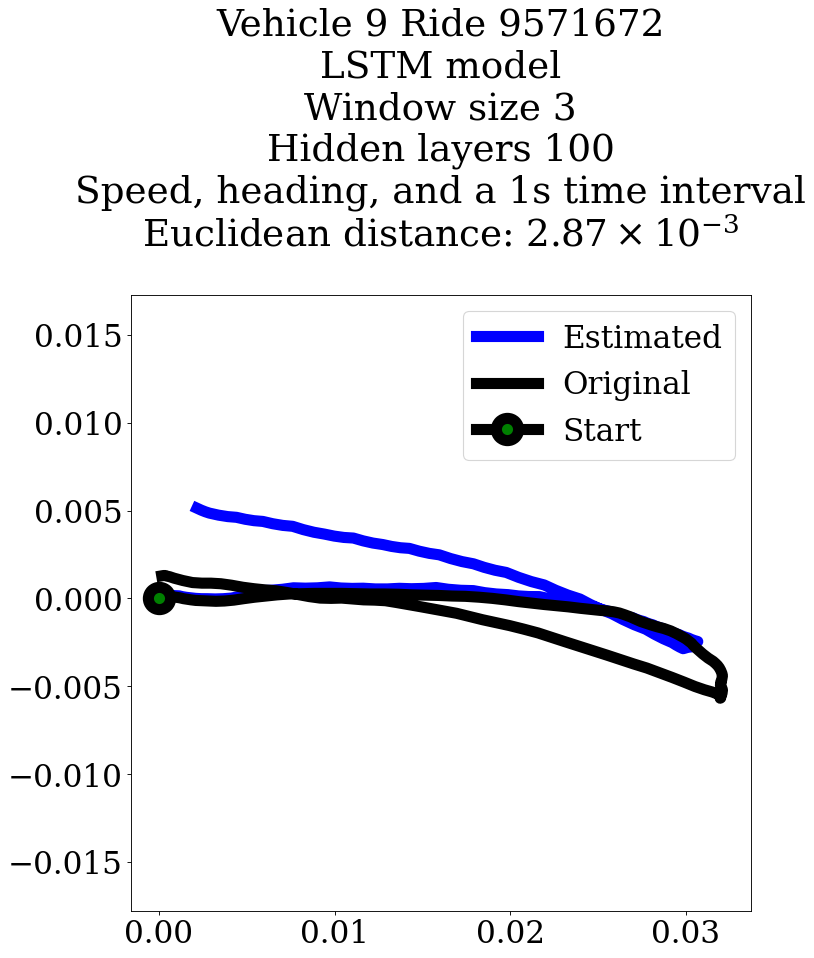 Vehicle 9 Ride 9571672
LSTM model
Window size 3
Hidden layers 100
Speed, heading, and a 1s time interval
Euclidean distance: 2.87 × 10⁻³
Estimated
Original
Start
0.015
0.010
0.005
0.000
−0.005
−0.010
−0.015
0.00 0.01 0.02 0.03